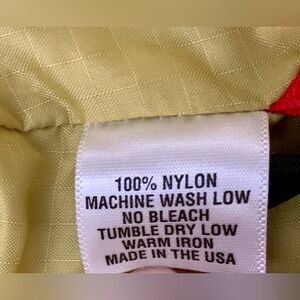 100% NYLON
MACHINE WASH LOW
NO BLEACH
TUMBLE DRY LOW
WARM IRON
MADE IN THE USA